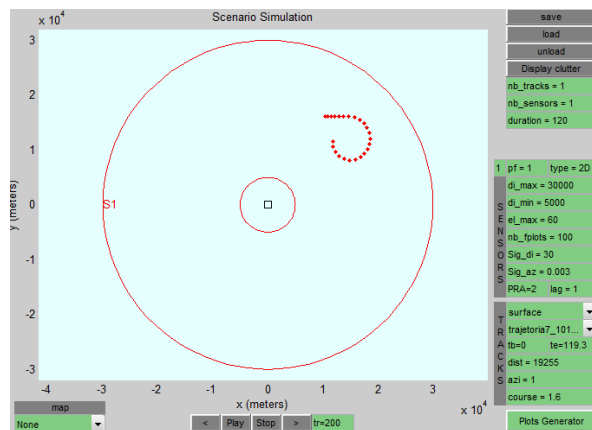 Scenario Simulation
x 10⁴
3
2
1
0
-1
-2
-3
y (meters)
S1
-4 -3 -2 -1 0 1 2 3 4
x (meters)
x 10⁴
map
None
< Play Stop > tr=200
save
load
unload
Display clutter
nb_tracks = 1
nb_sensors = 1
duration = 120
1 pf = 1 type = 2D
SENSORS
di_max = 30000
di_min = 5000
el_max = 60
nb_fplots = 100
Sig_di = 30
Sig_az = 0.003
PRA=2 lag = 1
TRACKS
surface
trajetoria7_101...
tb=0 te=119.3
dist = 19255
azi = 1
course = 1.6
Plots Generator